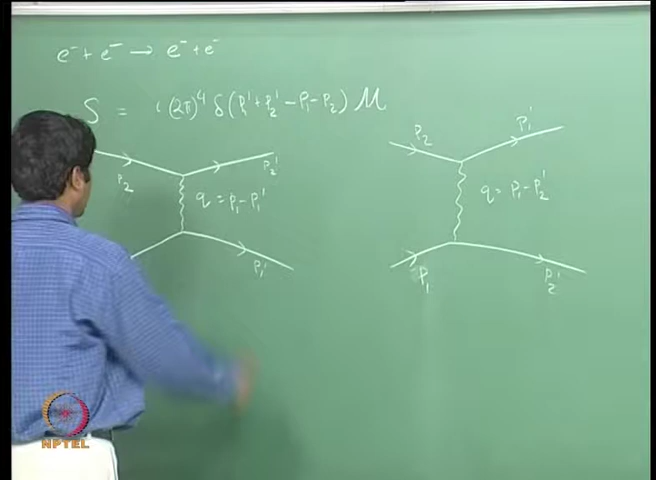 e⁻ + e⁻ → e⁻ + e⁻
S = i (2π)⁴ δ(p₁' + p₂' − p₁ − p₂) M
p₂
p₂'
q = p₁ − p₁'
p₁'
p₂
p₁'
q = p₁ − p₂'
p₁
p₂'
NPTEL